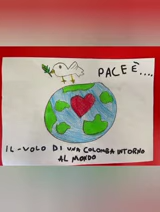 PACE È....
IL-VOLO DI UNA COLOMBA INTORNO
AL MONDO